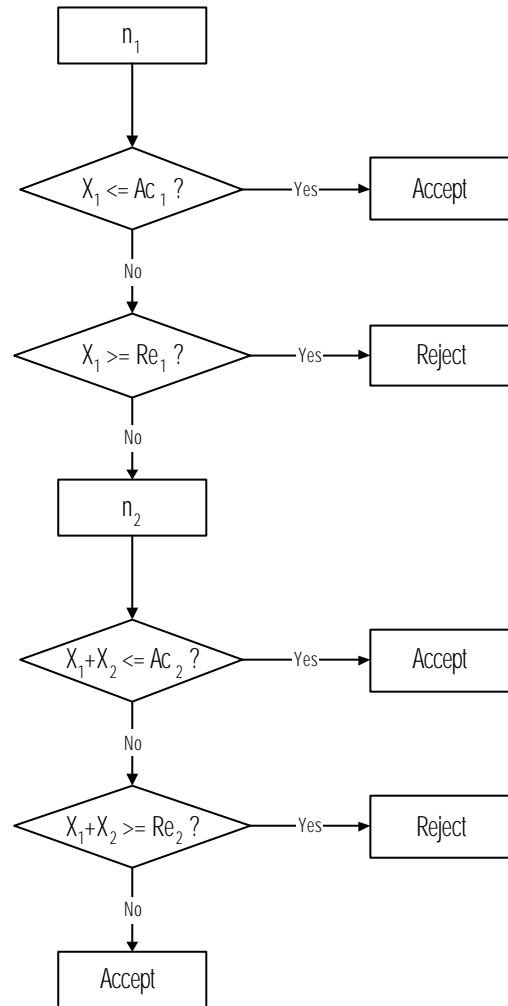 n₁
X₁ <= Ac₁ ?
Yes
Accept
No
X₁ >= Re₁ ?
Yes
Reject
No
n₂
X₁+X₂ <= Ac₂ ?
Yes
Accept
No
X₁+X₂ >= Re₂ ?
Yes
Reject
No
Accept